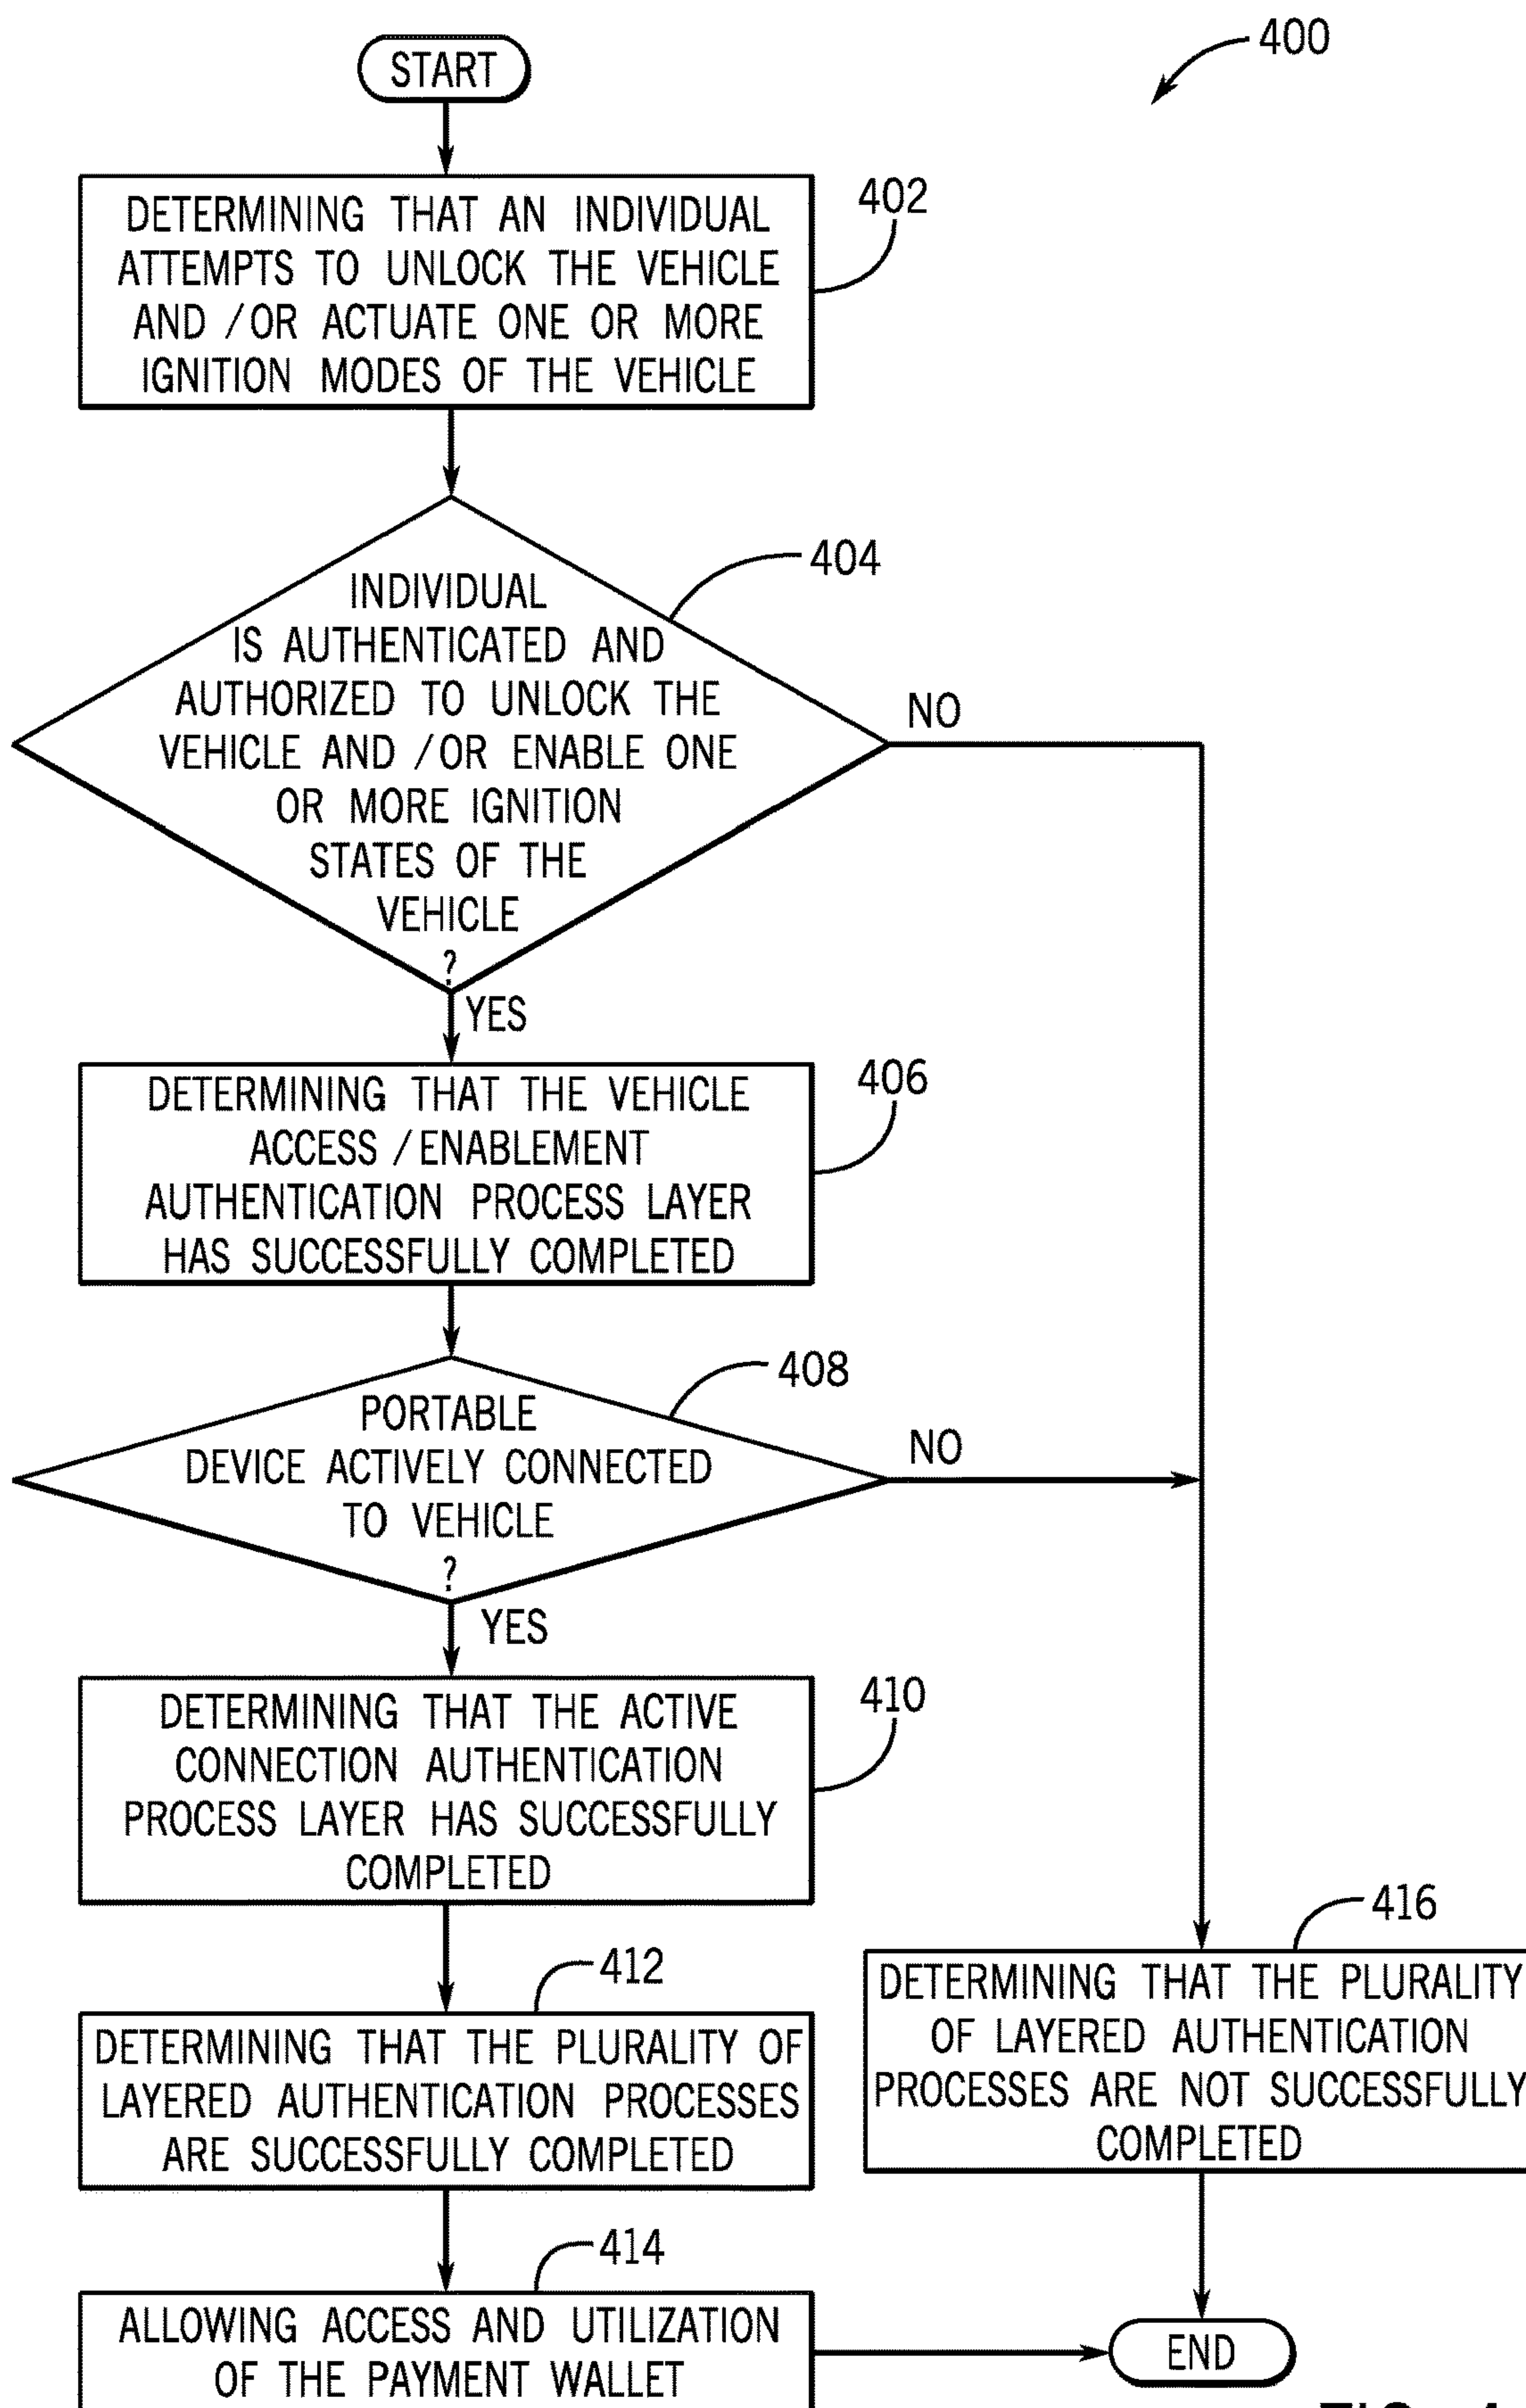 400
START
402
DETERMINING THAT AN INDIVIDUAL
ATTEMPTS TO UNLOCK THE VEHICLE
AND /OR ACTUATE ONE OR MORE
IGNITION MODES OF THE VEHICLE
404
INDIVIDUAL
IS AUTHENTICATED AND
AUTHORIZED TO UNLOCK THE
VEHICLE AND /OR ENABLE ONE
OR MORE IGNITION
STATES OF THE
VEHICLE
?
NO
YES
406
DETERMINING THAT THE VEHICLE
ACCESS /ENABLEMENT
AUTHENTICATION PROCESS LAYER
HAS SUCCESSFULLY COMPLETED
408
PORTABLE
DEVICE ACTIVELY CONNECTED
TO VEHICLE
?
NO
YES
410
DETERMINING THAT THE ACTIVE
CONNECTION AUTHENTICATION
PROCESS LAYER HAS SUCCESSFULLY
COMPLETED
412
DETERMINING THAT THE PLURALITY OF
LAYERED AUTHENTICATION PROCESSES
ARE SUCCESSFULLY COMPLETED
416
DETERMINING THAT THE PLURALITY
OF LAYERED AUTHENTICATION
PROCESSES ARE NOT SUCCESSFULLY
COMPLETED
414
ALLOWING ACCESS AND UTILIZATION
OF THE PAYMENT WALLET
END